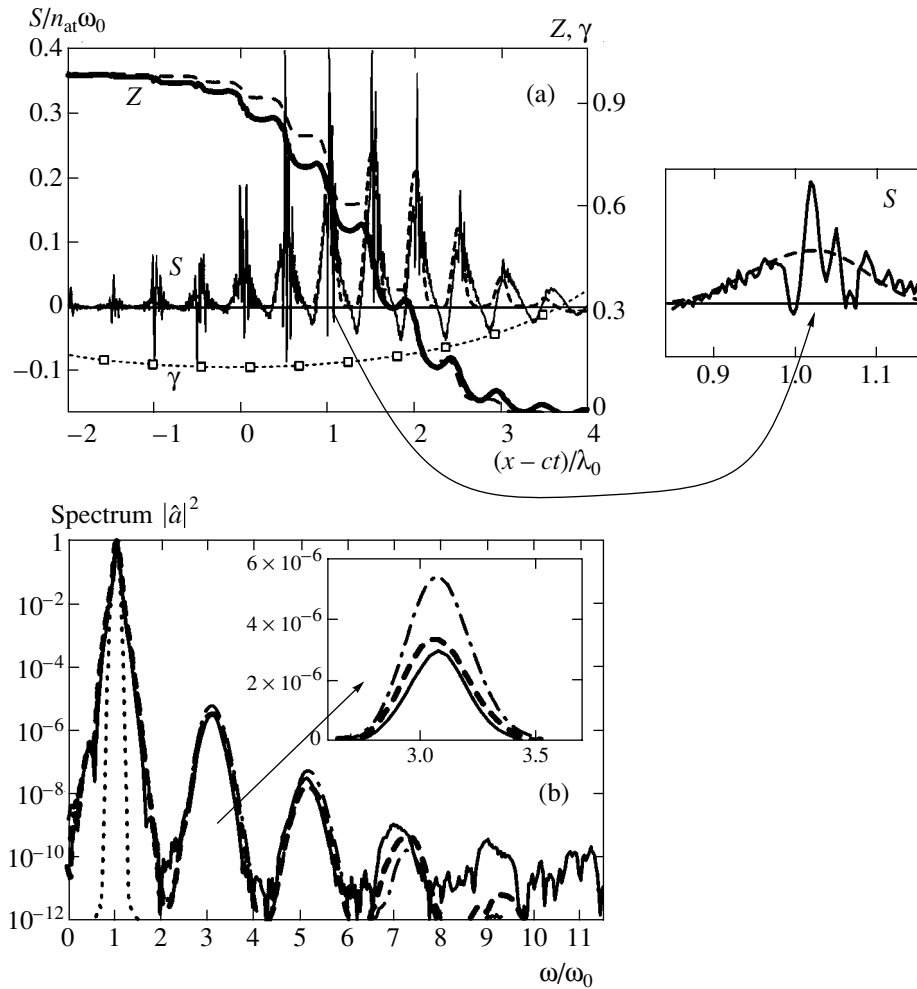 S/n_at ω_0
Z, γ
0.4
0.3
0.2
0.1
0
−0.1
Z
S
γ
(a)
0.9
0.6
0.3
0
−2
−1
0
1
2
3
4
(x – ct)/λ_0
S
0.9
1.0
1.1
Spectrum |â|^2
1
10^−2
10^−4
10^−6
10^−8
10^−10
10^−12
6 × 10^−6
4 × 10^−6
2 × 10^−6
0
3.0
3.5
(b)
0 1 2 3 4 5 6 7 8 9 10 11
ω/ω_0